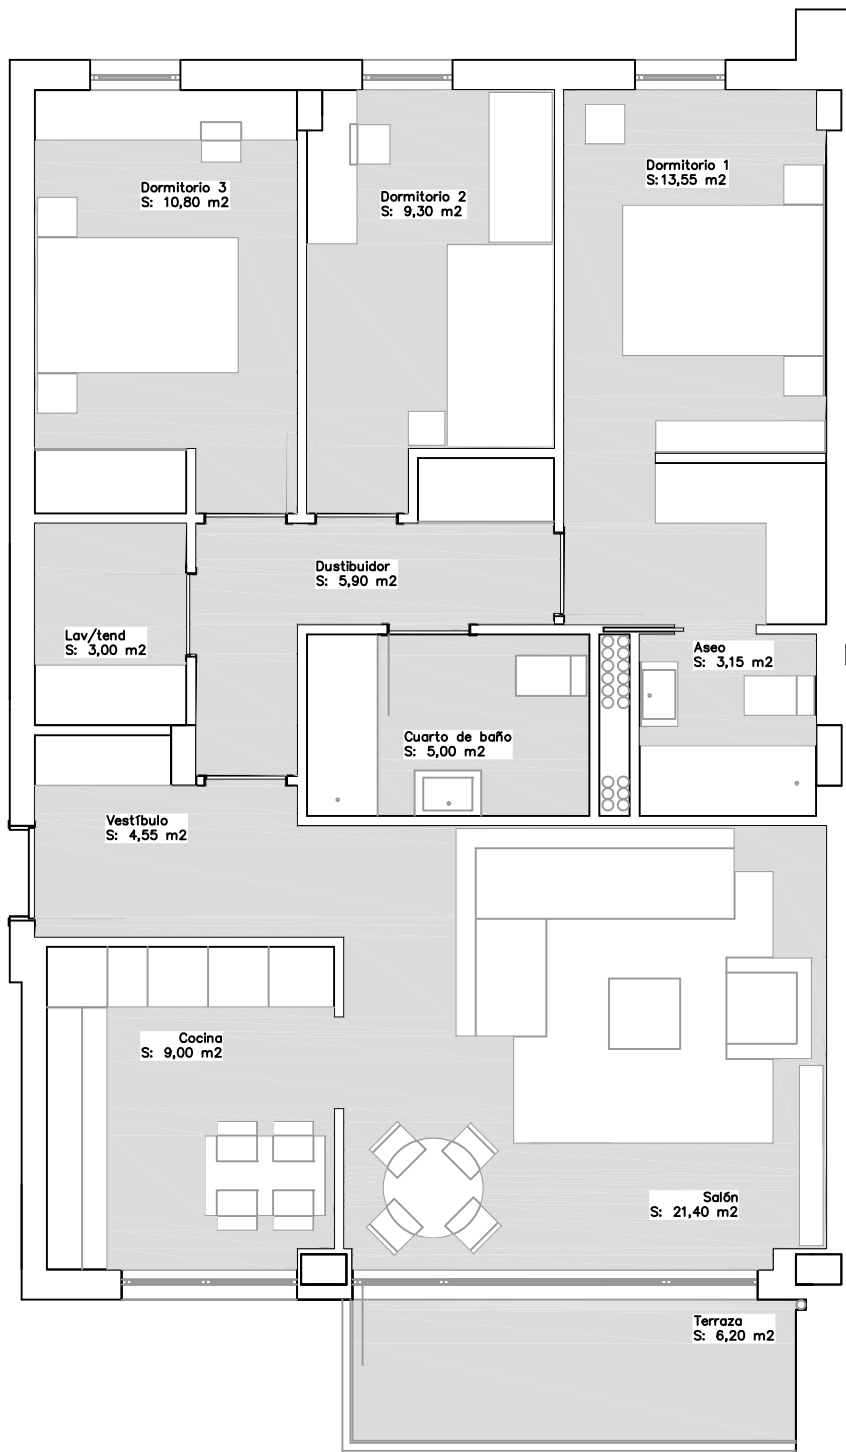 Dormitorio 3
S: 10,80 m2
Dormitorio 2
S: 9,30 m2
Dormitorio 1
S:13,55 m2
Dustibuidor
S: 5,90 m2
Lav/tend
S: 3,00 m2
Aseo
S: 3,15 m2
Cuarto de baño
S: 5,00 m2
Vestíbulo
S: 4,55 m2
Cocina
S: 9,00 m2
Salón
S: 21,40 m2
Terraza
S: 6,20 m2